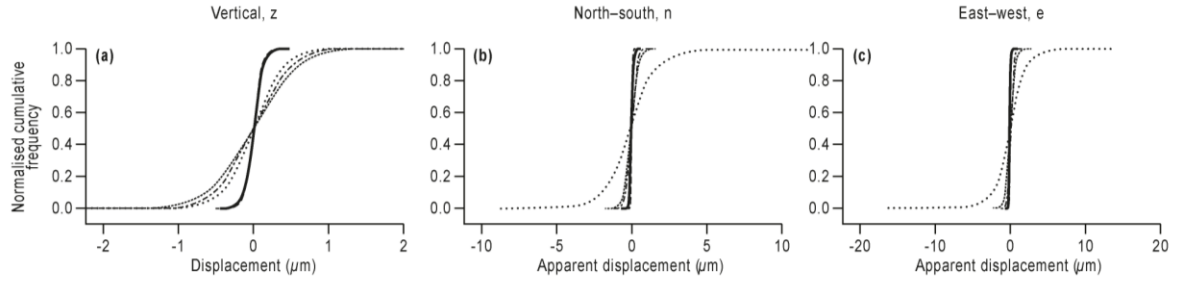 Vertical, z
North–south, n
East–west, e
Normalised cumulative
frequency
1.0
0.8
0.6
0.4
0.2
0.0
(a)
-2 -1 0 1 2
Displacement (µm)
1.0
0.8
0.6
0.4
0.2
0.0
(b)
-10 -5 0 5 10
Apparent displacement (µm)
1.0
0.8
0.6
0.4
0.2
0.0
(c)
-20 -10 0 10 20
Apparent displacement (µm)